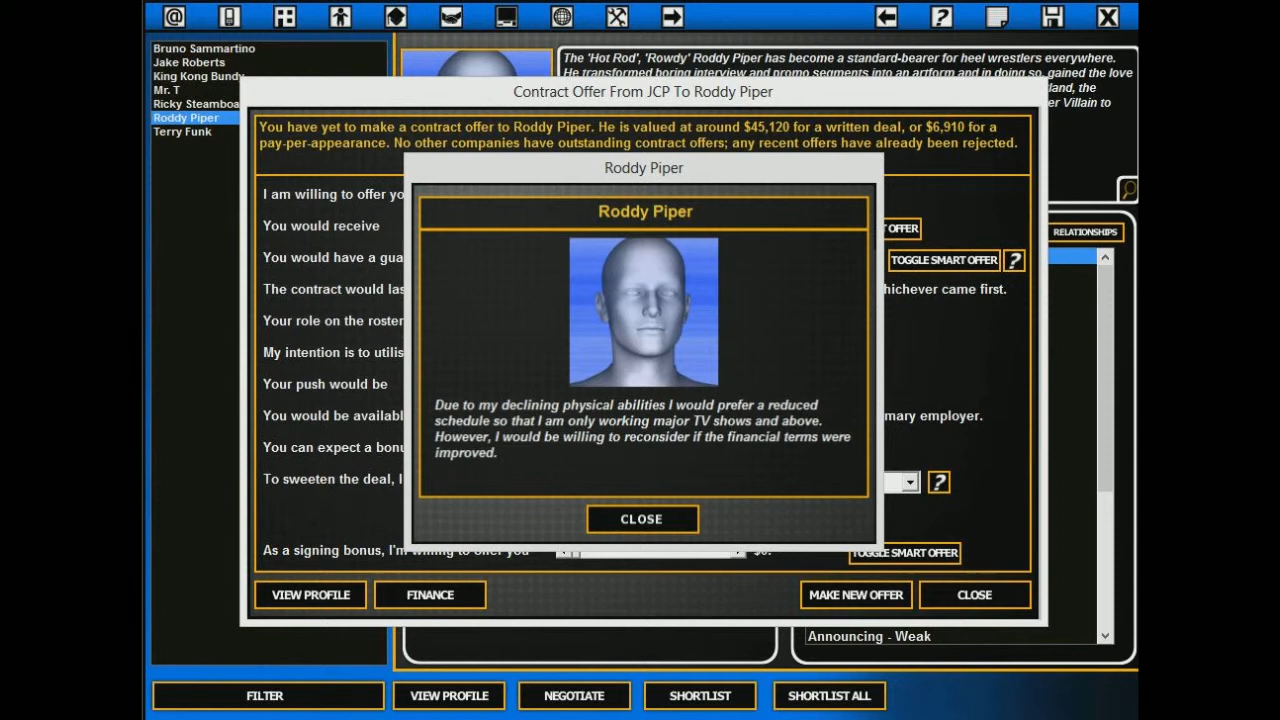 Bruno Sammartino
Jake Roberts
King Kong Bundy
Mr. T
Ricky Steamboa
Roddy Piper
Terry Funk
The 'Hot Rod', 'Rowdy' Roddy Piper has become a standard-bearer for heel wrestlers everywhere.
He transformed boring interview and promo segments into an artform and in doing so, gained the love
land, the
er Villain to
Contract Offer From JCP To Roddy Piper
You have yet to make a contract offer to Roddy Piper. He is valued at around $45,120 for a written deal, or $6,910 for a
pay-per-appearance. No other companies have outstanding contract offers; any recent offers have already been rejected.
Roddy Piper
I am willing to offer yo
Roddy Piper
You would receive
OFFER
RELATIONSHIPS
You would have a gua
TOGGLE SMART OFFER
?
The contract would las
hichever came first.
Your role on the roster
My intention is to utilis
Your push would be
Due to my declining physical abilities I would prefer a reduced
schedule so that I am only working major TV shows and above.
However, I would be willing to reconsider if the financial terms were
improved.
You would be availabl
mary employer.
You can expect a bonu
To sweeten the deal, I
?
CLOSE
As a signing bonus, I'm willing to offer you
$0.
TOGGLE SMART OFFER
VIEW PROFILE
FINANCE
MAKE NEW OFFER
CLOSE
Announcing - Weak
FILTER
VIEW PROFILE
NEGOTIATE
SHORTLIST
SHORTLIST ALL